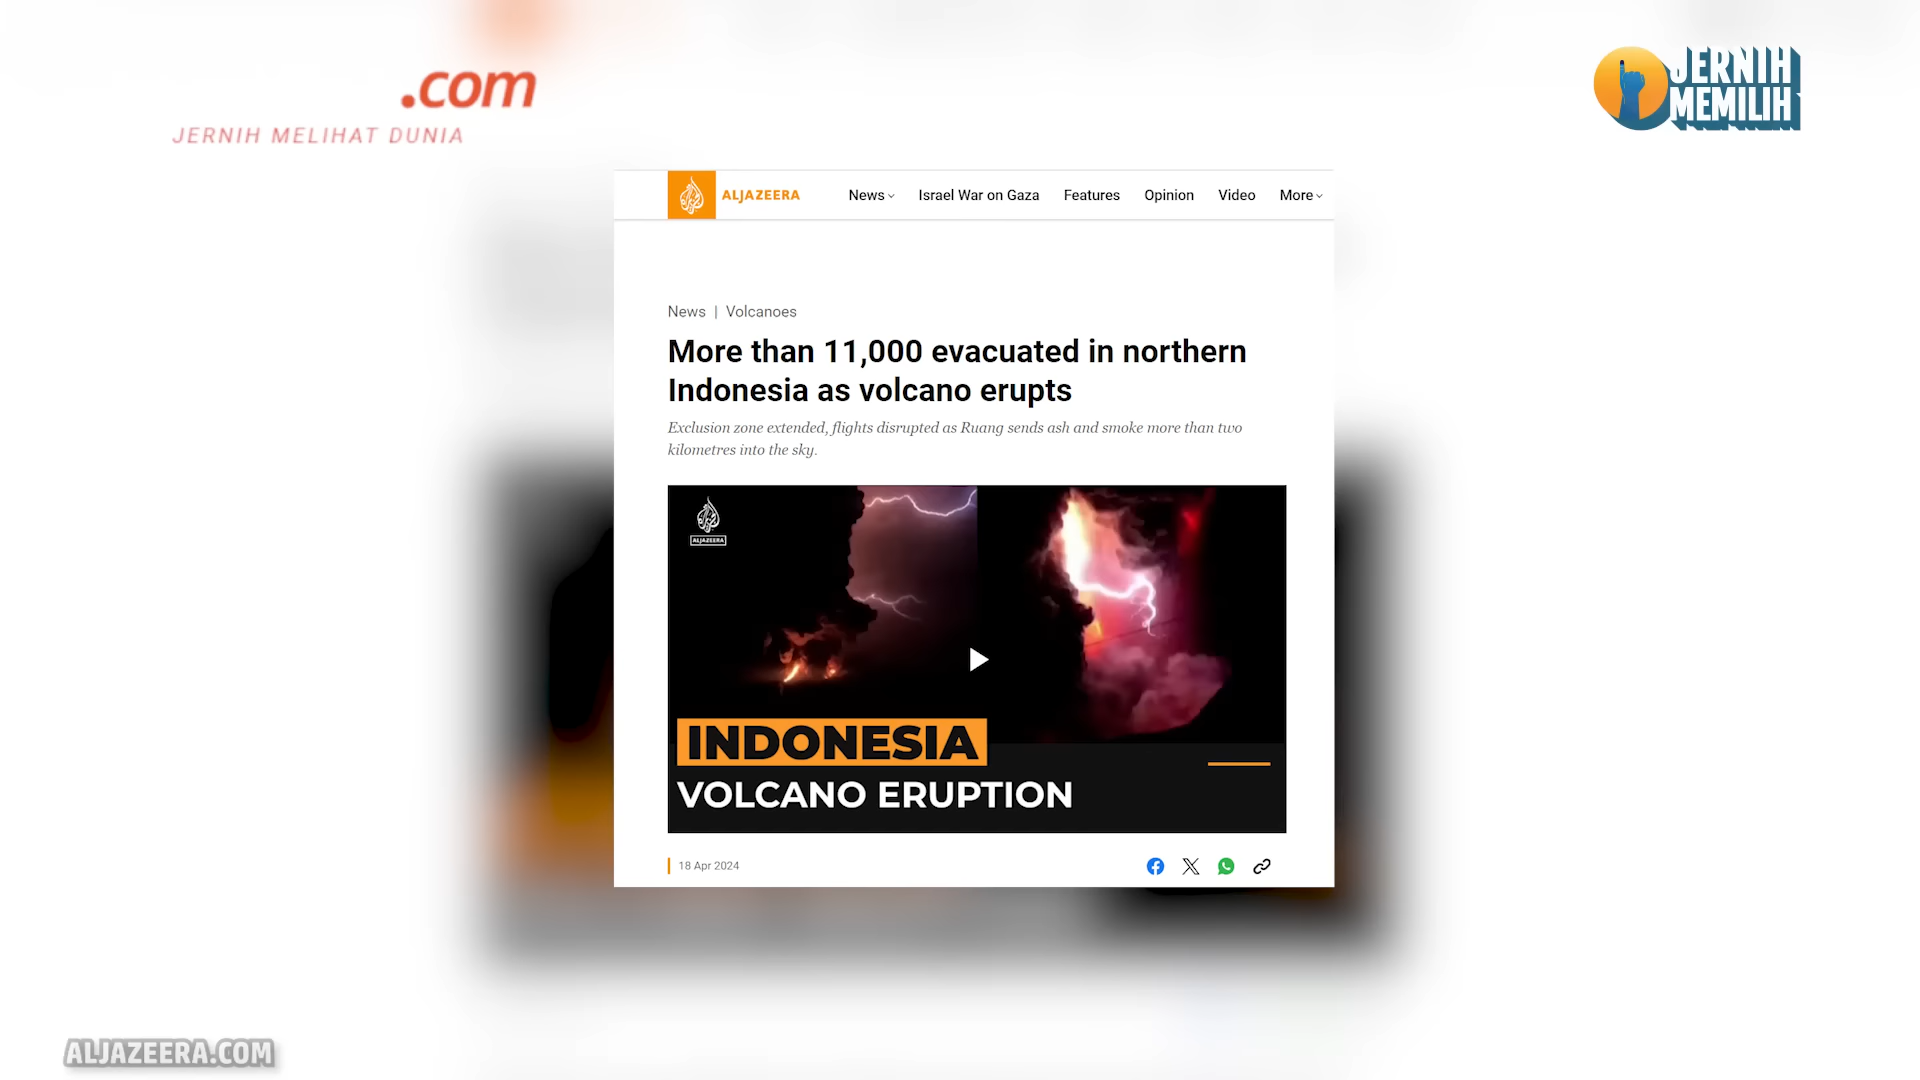 .com
JERNIH MELIHAT DUNIA
JERNIH
MEMILIH
ALJAZEERA
News
Israel War on Gaza
Features
Opinion
Video
More
News | Volcanoes
More than 11,000 evacuated in northern
Indonesia as volcano erupts
Exclusion zone extended, flights disrupted as Ruang sends ash and smoke more than two
kilometres into the sky.
ALJAZEERA
INDONESIA
VOLCANO ERUPTION
18 Apr 2024
ALJAZEERA.COM